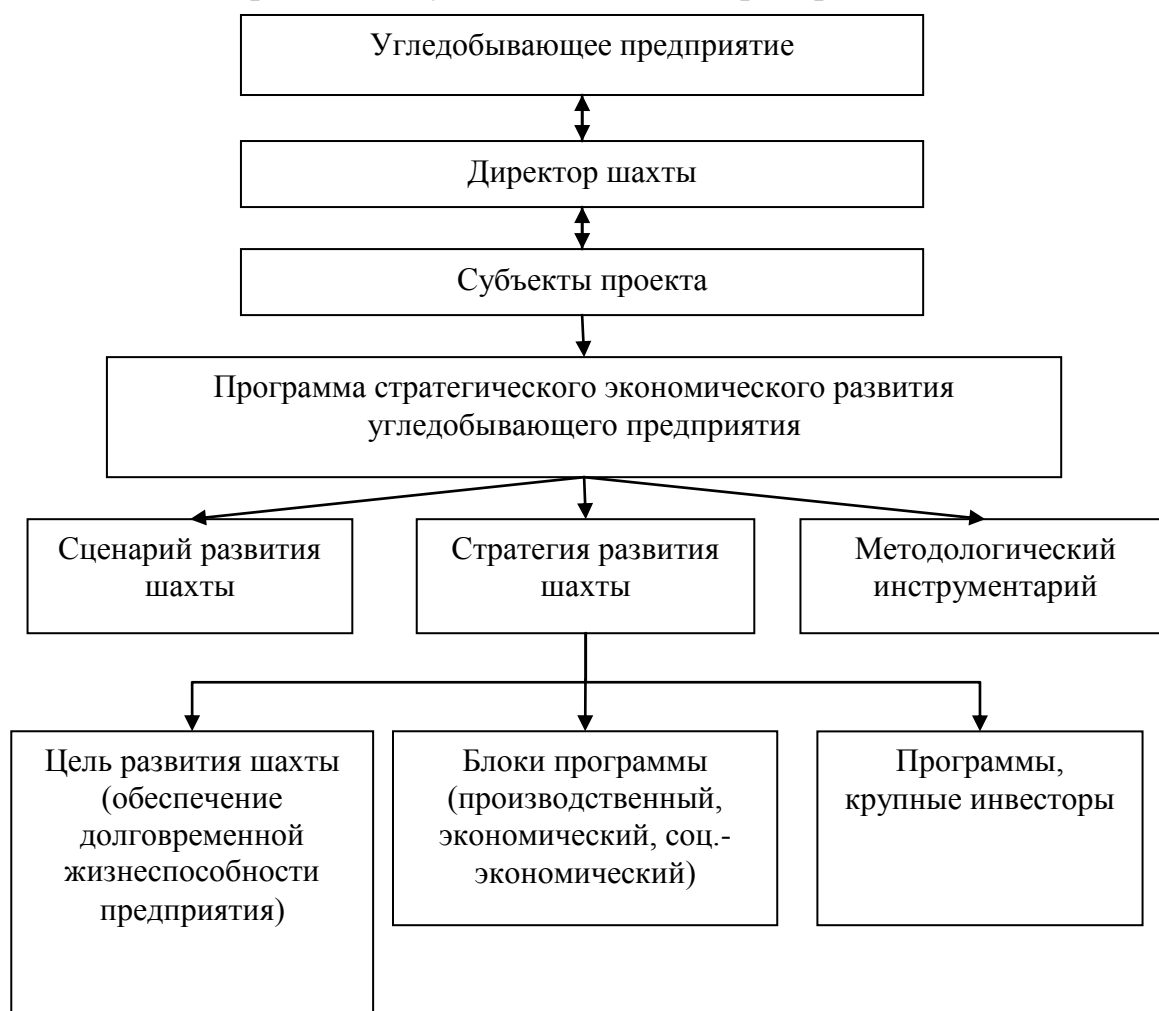 Угледобывающее предприятие
Директор шахты
Субъекты проекта
Программа стратегического экономического развития
угледобывающего предприятия
Сценарий развития
шахты
Стратегия развития
шахты
Методологический
инструментарий
Цель развития шахты
(обеспечение
долговременной
жизнеспособности
предприятия)
Блоки программы
(производственный,
экономический, соц.-
экономический)
Программы,
крупные инвесторы